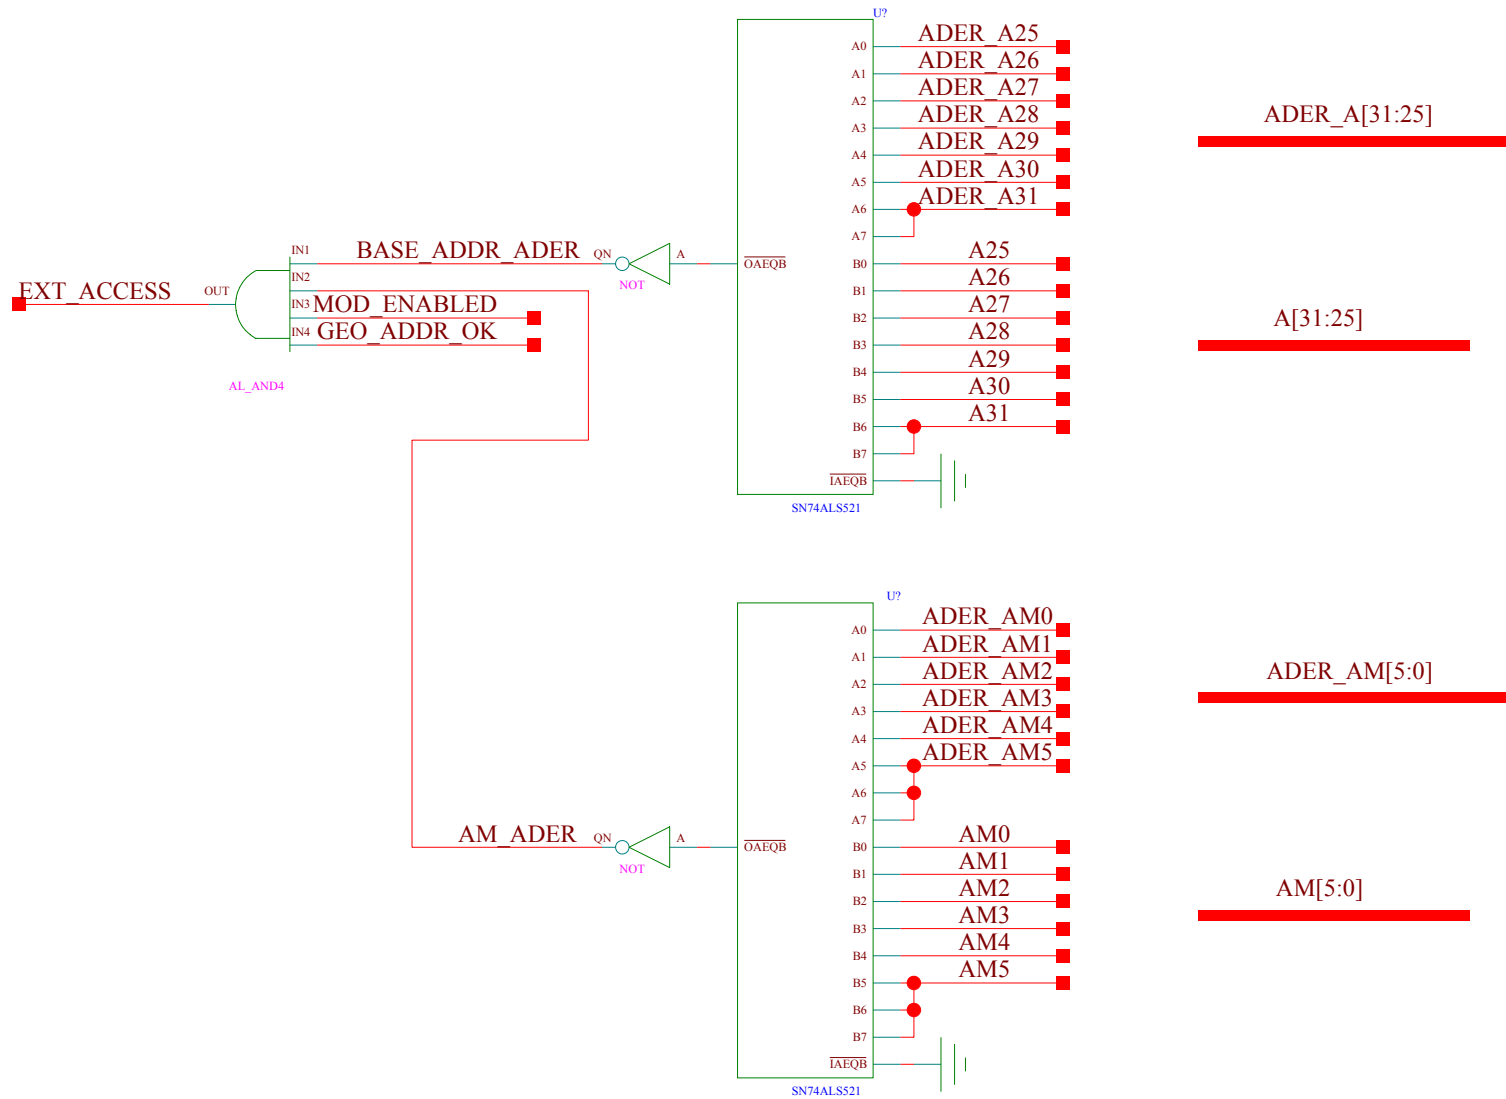 U?
A0 ADER_A25
A1 ADER_A26
A2 ADER_A27
A3 ADER_A28
A4 ADER_A29
A5 ADER_A30
A6 ADER_A31
A7
B0 A25
B1 A26
B2 A27
B3 A28
B4 A29
B5 A30
B6 A31
B7
IAEQB
OAEQB
SN74ALS521
ADER_A[31:25]
A[31:25]
A
QN
NOT
BASE_ADDR_ADER
IN1
IN2
IN3 MOD_ENABLED
IN4 GEO_ADDR_OK
OUT
EXT_ACCESS
AL_AND4
U?
A0 ADER_AM0
A1 ADER_AM1
A2 ADER_AM2
A3 ADER_AM3
A4 ADER_AM4
A5 ADER_AM5
A6
A7
B0 AM0
B1 AM1
B2 AM2
B3 AM3
B4 AM4
B5 AM5
B6
B7
IAEQB
OAEQB
SN74ALS521
ADER_AM[5:0]
AM[5:0]
A
QN
NOT
AM_ADER